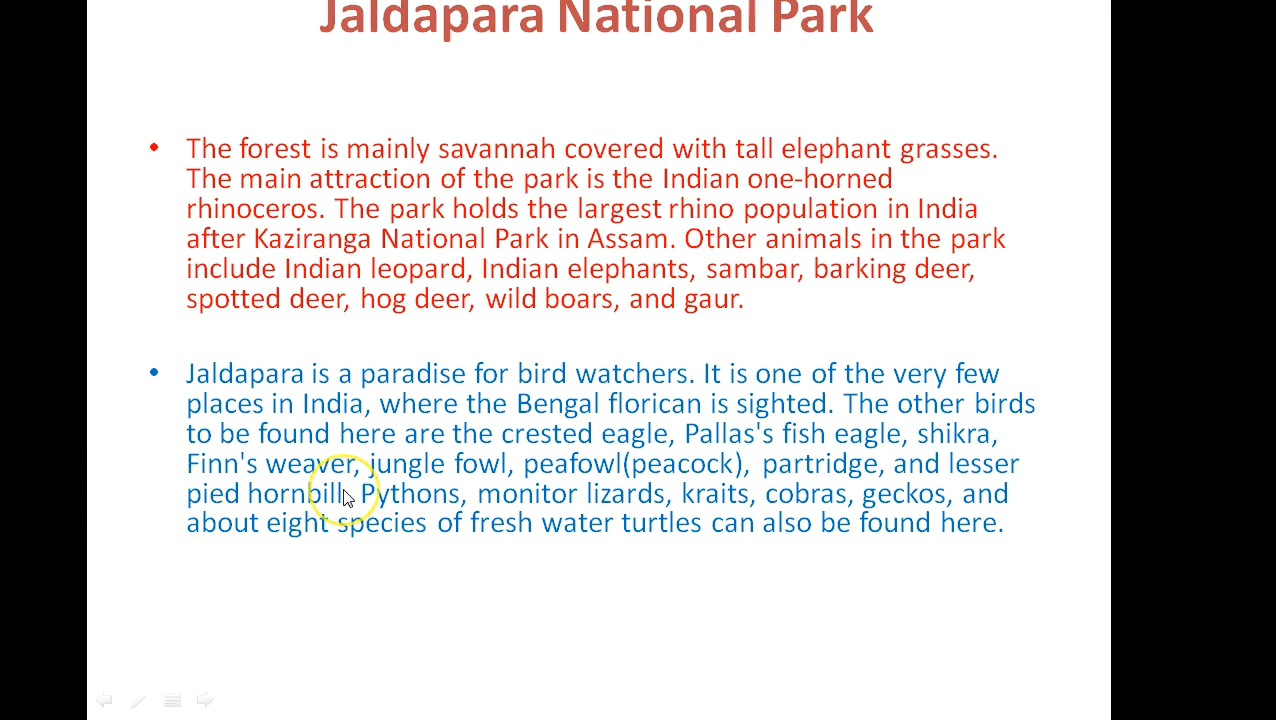 Jaldapara National Park
• The forest is mainly savannah covered with tall elephant grasses.
The main attraction of the park is the Indian one-horned
rhinoceros. The park holds the largest rhino population in India
after Kaziranga National Park in Assam. Other animals in the park
include Indian leopard, Indian elephants, sambar, barking deer,
spotted deer, hog deer, wild boars, and gaur.
• Jaldapara is a paradise for bird watchers. It is one of the very few
places in India, where the Bengal florican is sighted. The other birds
to be found here are the crested eagle, Pallas's fish eagle, shikra,
Finn's weaver, jungle fowl, peafowl(peacock), partridge, and lesser
pied hornbill. Pythons, monitor lizards, kraits, cobras, geckos, and
about eight species of fresh water turtles can also be found here.